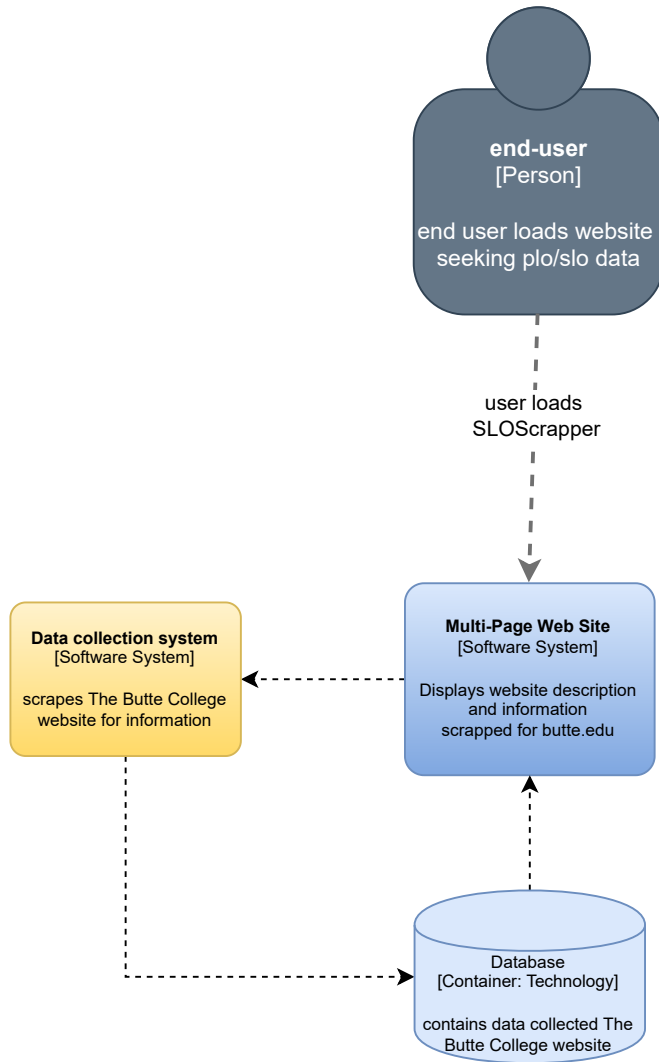 end-user
[Person]
end user loads website
seeking plo/slo data
user loads
SLOScrapper
Data collection system
[Software System]
scrapes The Butte College
website for information
Multi-Page Web Site
[Software System]
Displays website description
and information
scrapped for butte.edu
Database
[Container: Technology]
contains data collected The
Butte College website